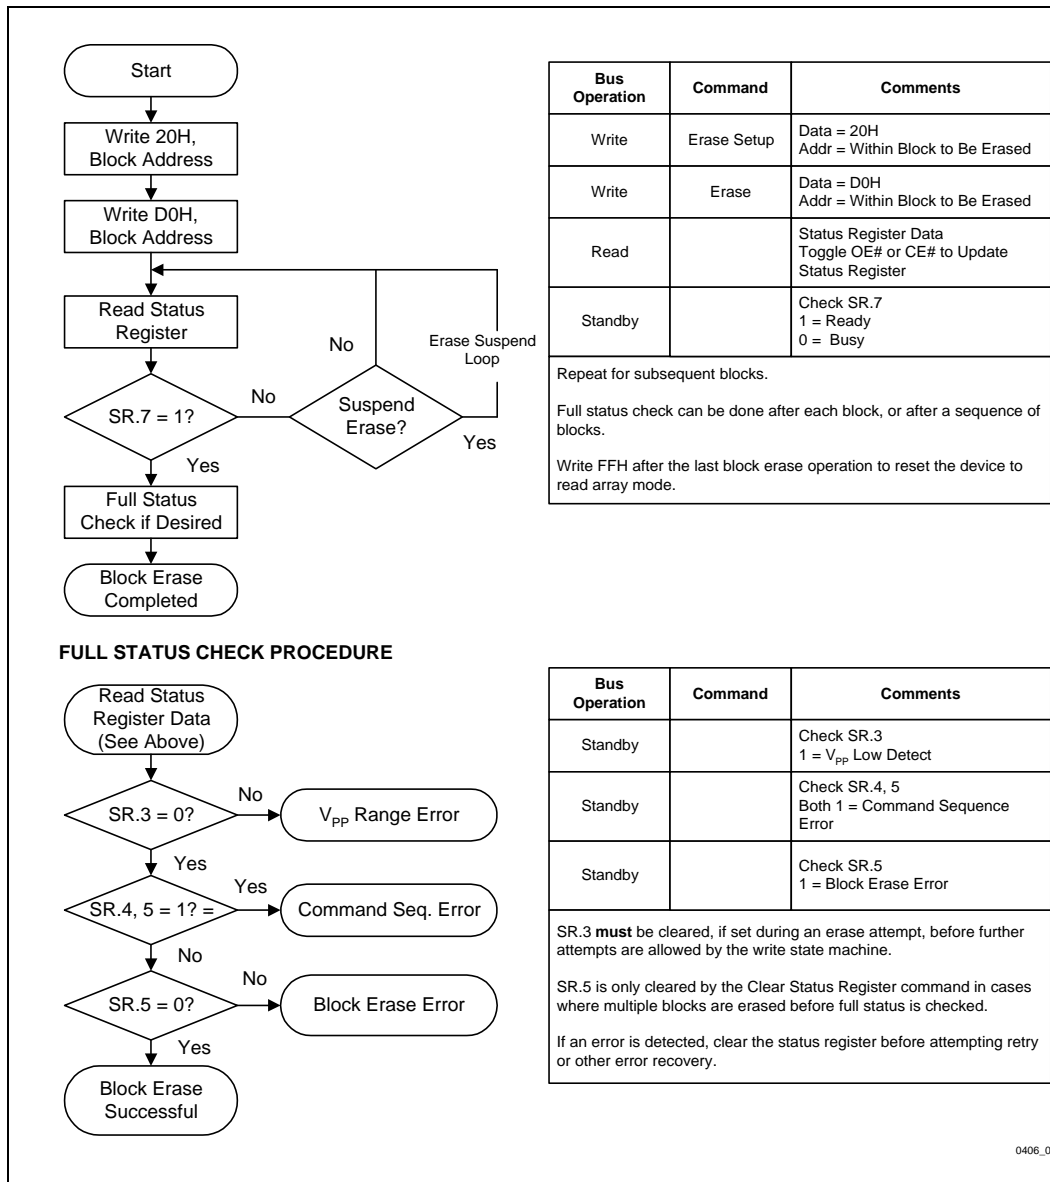 Start
Write 20H,
Block Address
Write D0H,
Block Address
Read Status
Register
No
Erase Suspend
Loop
SR.7 = 1?
No
Suspend
Erase?
Yes
Yes
Full Status
Check if Desired
Block Erase
Completed
Bus
Operation
Command
Comments
Write
Erase Setup
Data = 20H
Addr = Within Block to Be Erased
Write
Erase
Data = D0H
Addr = Within Block to Be Erased
Read
Status Register Data
Toggle OE# or CE# to Update
Status Register
Standby
Check SR.7
1 = Ready
0 = Busy
Repeat for subsequent blocks.
Full status check can be done after each block, or after a sequence of
blocks.
Write FFH after the last block erase operation to reset the device to
read array mode.
FULL STATUS CHECK PROCEDURE
Read Status
Register Data
(See Above)
SR.3 = 0?
No
VPP Range Error
Yes
SR.4, 5 = 1? =
Yes
Command Seq. Error
No
SR.5 = 0?
No
Block Erase Error
Yes
Block Erase
Successful
Bus
Operation
Command
Comments
Standby
Check SR.3
1 = VPP Low Detect
Standby
Check SR.4, 5
Both 1 = Command Sequence
Error
Standby
Check SR.5
1 = Block Erase Error
SR.3 must be cleared, if set during an erase attempt, before further
attempts are allowed by the write state machine.
SR.5 is only cleared by the Clear Status Register command in cases
where multiple blocks are erased before full status is checked.
If an error is detected, clear the status register before attempting retry
or other error recovery.
0406_0